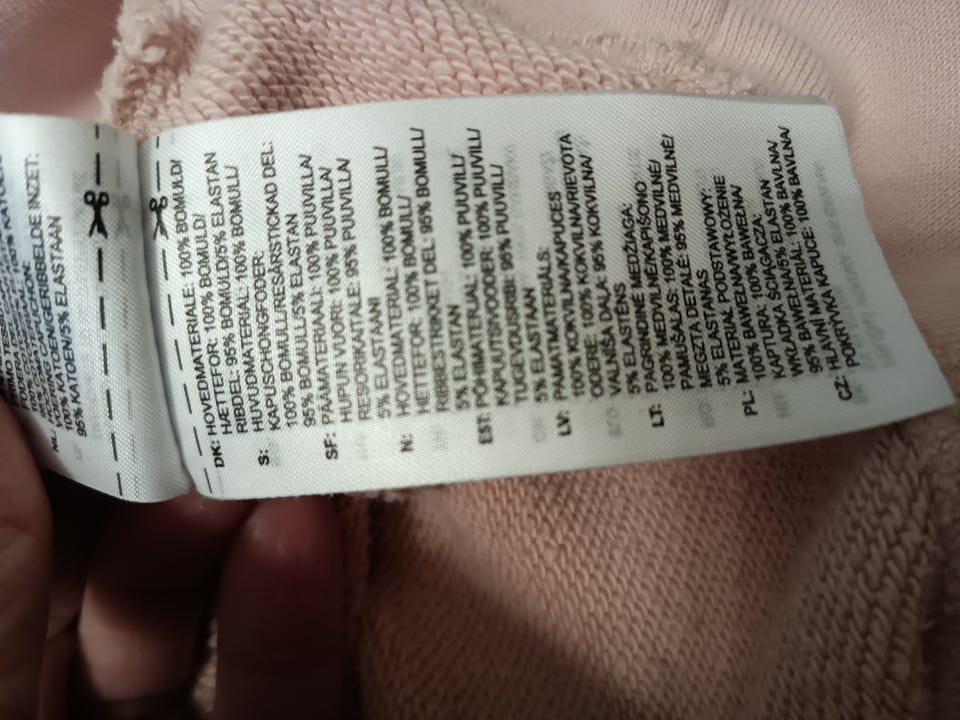 100% KATOEN/GERIBBELDE INZET:
95% KATOEN/5% ELASTAAN
DK: HOVEDMATERIALE: 100% BOMULD/
HÆTTEFOR: 100% BOMULD/
RIBDEL: 95% BOMULD/5% ELASTAN
S: HUVUDMATERIAL: 100% BOMULL/
KAPUSCHONGFODER:
100% BOMULL/RESÅRSTICKAD DEL:
95% BOMULL/5% ELASTAN
SF: PÄÄMATERIAALI: 100% PUUVILLA/
HUPUN VUORI: 100% PUUVILLA/
RESORIKAITALE: 95% PUUVILLA/
5% ELASTAANI
N: HOVEDMATERIAL: 100% BOMULL/
HETTEFOR: 100% BOMULL/
RIBBESTRIKET DEL: 95% BOMULL/
5% ELASTAN
EST: PÕHIMATERJAL: 100% PUUVILL/
KAPUUTSIVOODER: 100% PUUVILL/
TUGEVDUSRIBI: 95% PUUVILL/
5% ELASTAN
LV: PAMATMATERIĀLS:
100% KOKVILNA/KAPUCES
ODERE: 100% KOKVILNA/RIEVOTA
VALNĪŠA DAĻA: 95% KOKVILNA/
5% ELASTĒNS
LT: PAGRINDINĖ MEDŽIAGA:
100% MEDVILNĖ/KAPIŠONO
PAMUŠALAS: 100% MEDVILNĖ/
MEGZTA DETALĖ: 95% MEDVILNĖ/
5% ELASTANAS
PL: MATERIAŁ PODSTAWOWY:
100% BAWEŁNA/WYŁOŻENIE
KAPTURA: 100% BAWEŁNA/
WKŁADKA ŚCIĄGACZA:
95% BAWEŁNA/5% ELASTAN
CZ: HLAVNÍ MATERIÁL: 100% BAVLNA/
POKRÝVKA KAPUCE: 100% BAVLNA/